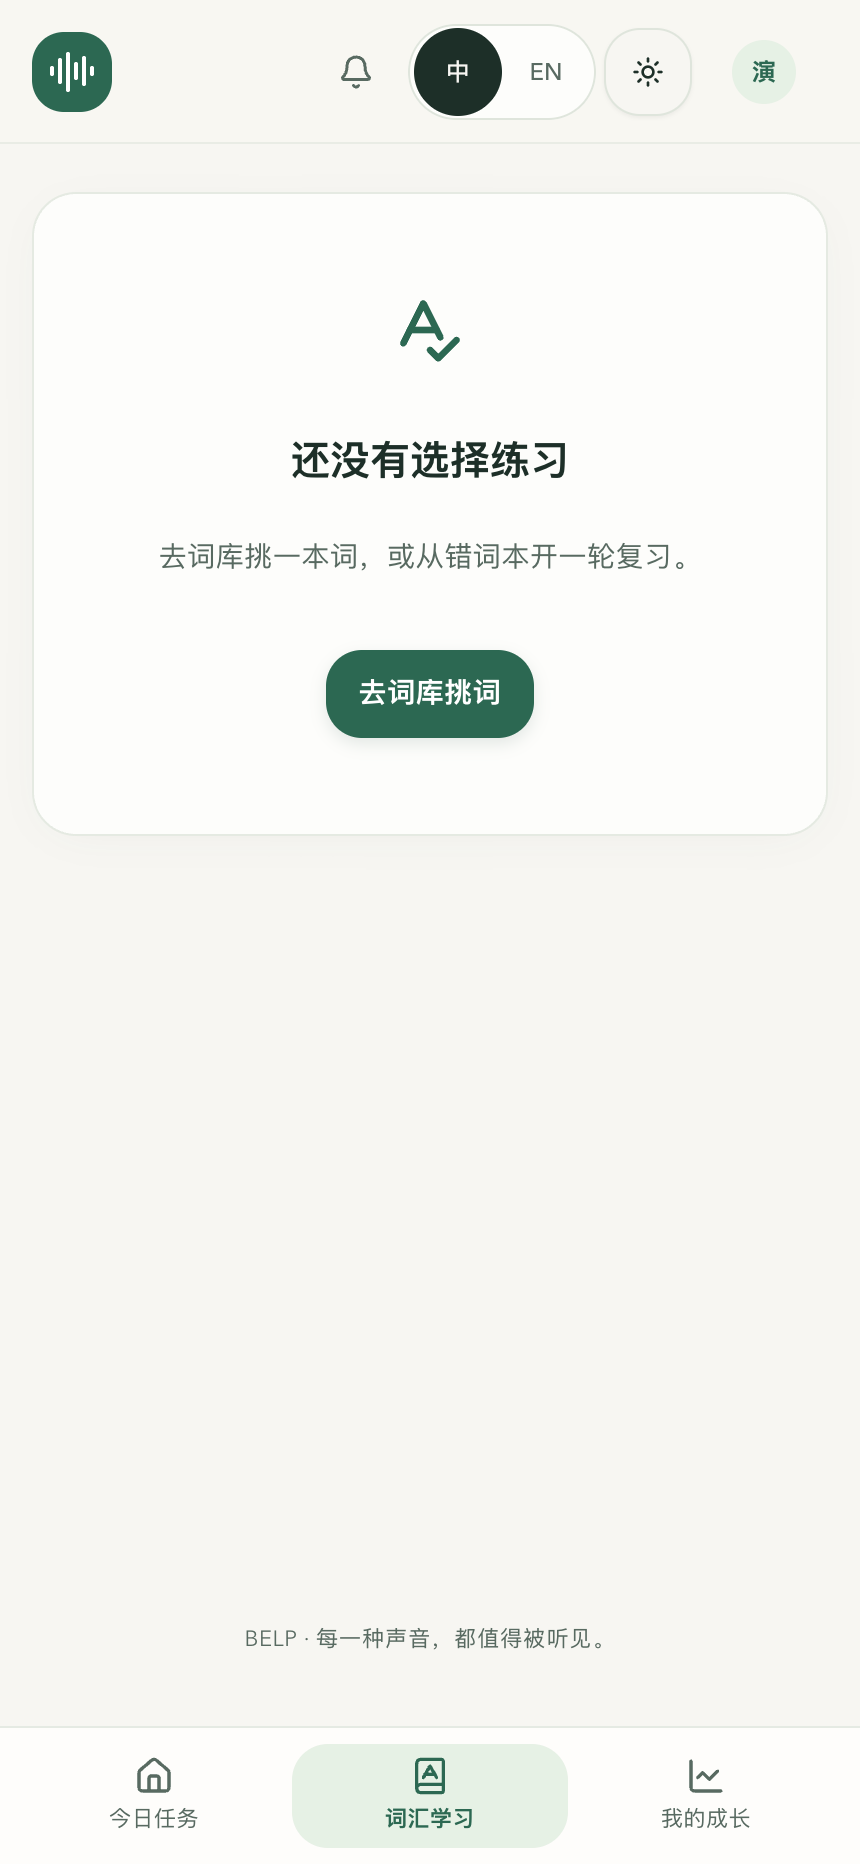 中 EN 演
还没有选择练习
去词库挑一本词，或从错词本开一轮复习。
去词库挑词
BELP · 每一种声音，都值得被听见。
今日任务 词汇学习 我的成长